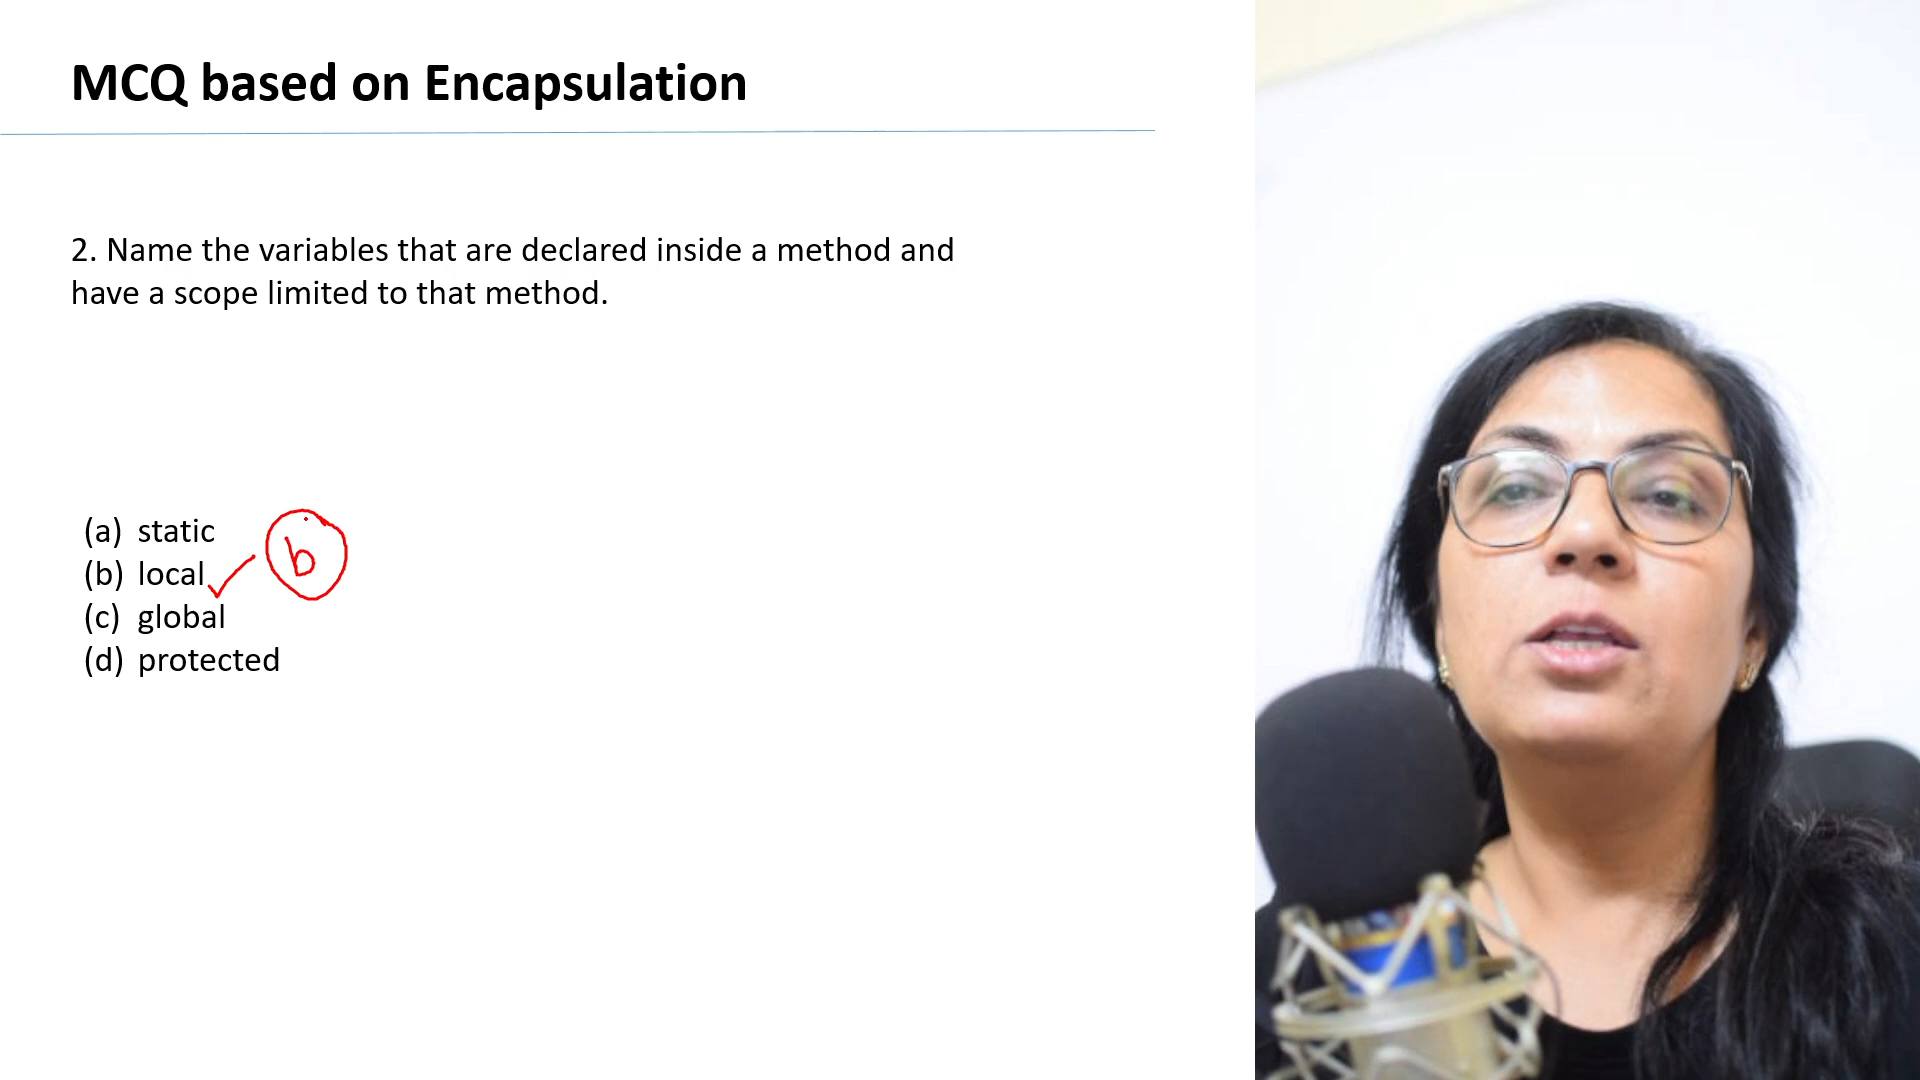 MCQ based on Encapsulation
2. Name the variables that are declared inside a method and
have a scope limited to that method.
(a) static
(b) local
b
(c) global
(d) protected